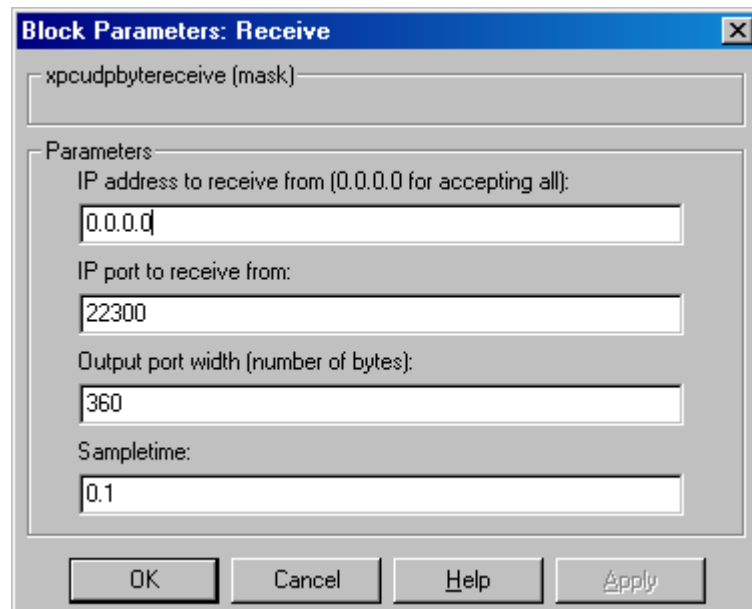 Block Parameters: Receive
xpcudpbytereceive (mask)
Parameters
IP address to receive from (0.0.0.0 for accepting all):
0.0.0.0
IP port to receive from:
22300
Output port width (number of bytes):
360
Sampletime:
0.1
OK Cancel Help Apply